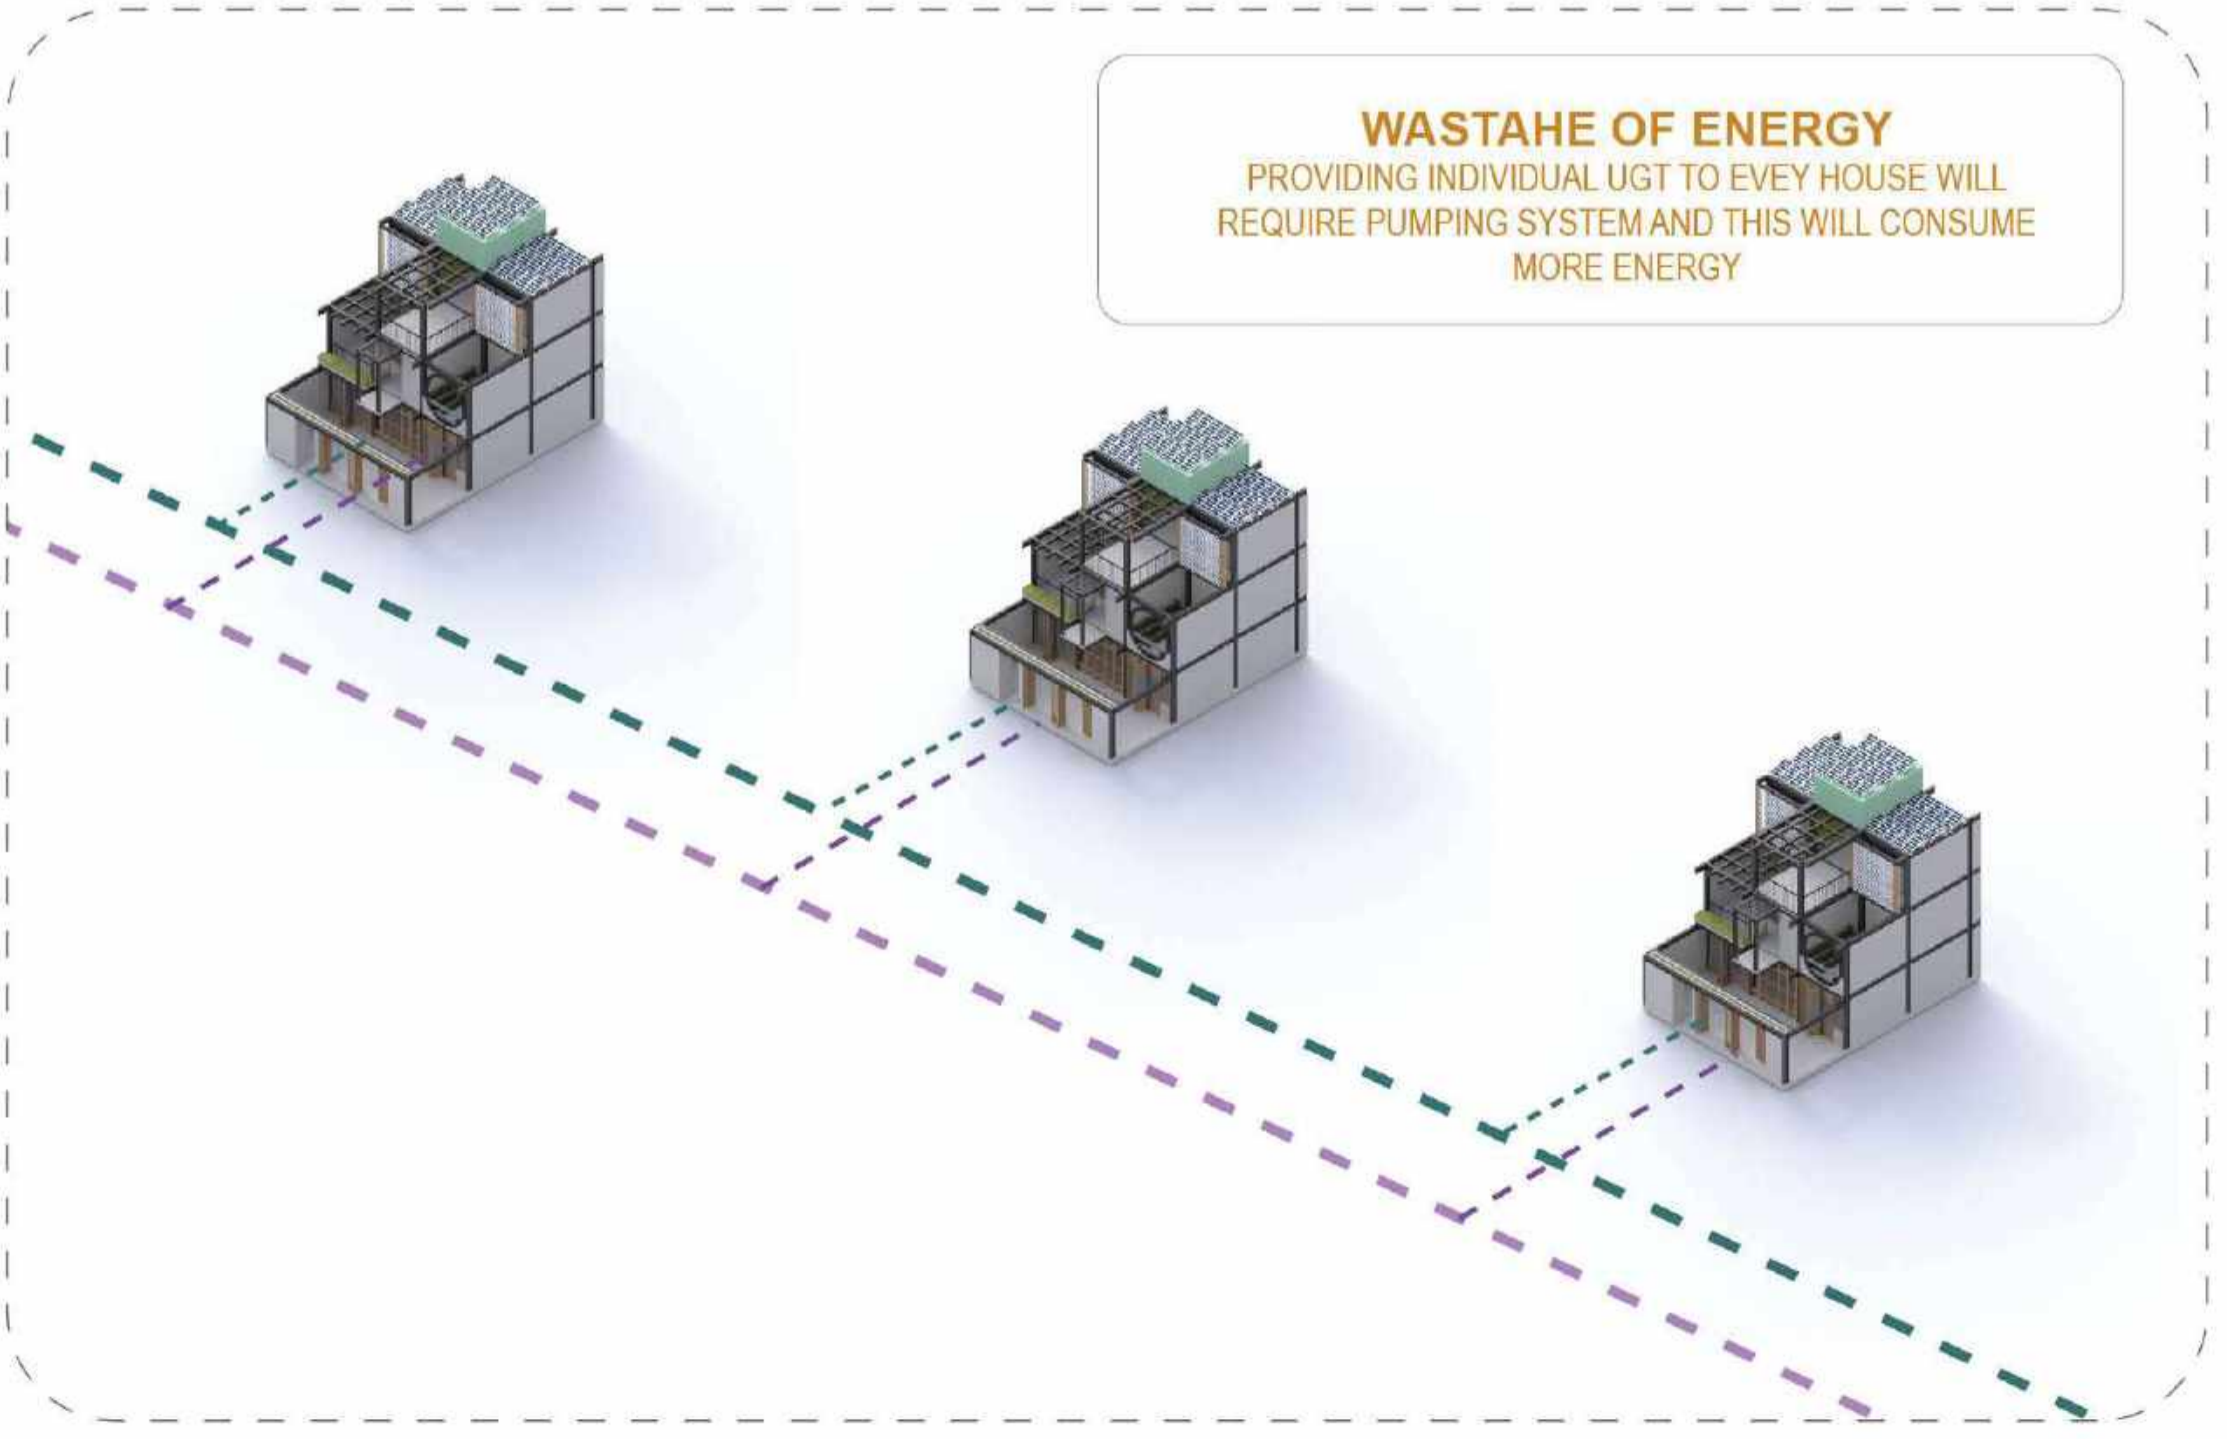 WASTAHE OF ENERGY
PROVIDING INDIVIDUAL UGT TO EVEY HOUSE WILL
REQUIRE PUMPING SYSTEM AND THIS WILL CONSUME
MORE ENERGY